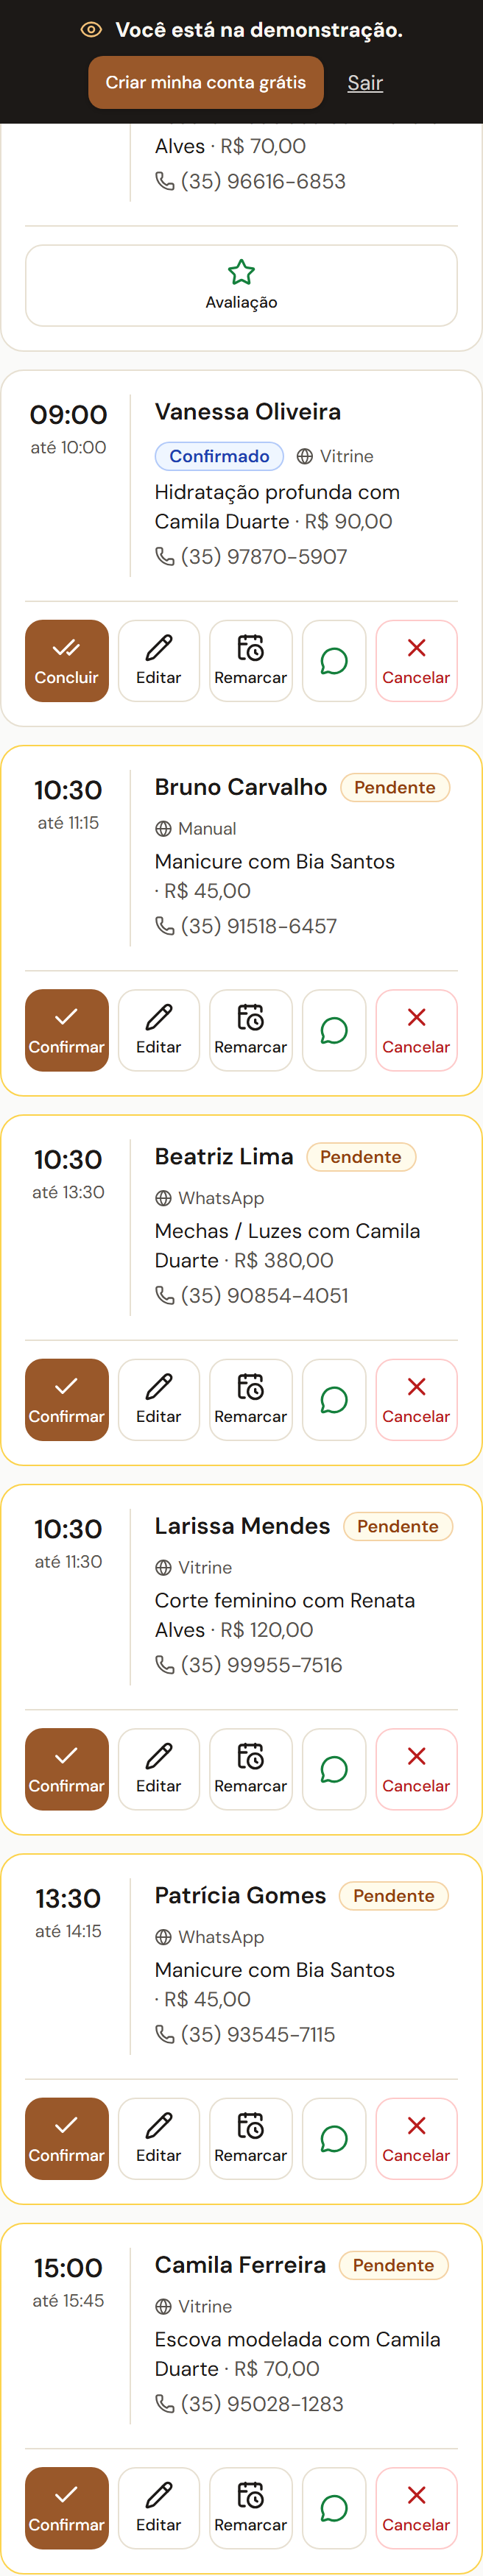 Você está na demonstração.
Criar minha conta grátis
Sair
Alves · R$ 70,00
(35) 96616-6853
Avaliação
09:00
até 10:00
Vanessa Oliveira
Confirmado
Vitrine
Hidratação profunda com
Camila Duarte · R$ 90,00
(35) 97870-5907
Concluir
Editar
Remarcar
Cancelar
10:30
até 11:15
Bruno Carvalho
Pendente
Manual
Manicure com Bia Santos
· R$ 45,00
(35) 91518-6457
Confirmar
Editar
Remarcar
Cancelar
10:30
até 13:30
Beatriz Lima
Pendente
WhatsApp
Mechas / Luzes com Camila
Duarte · R$ 380,00
(35) 90854-4051
Confirmar
Editar
Remarcar
Cancelar
10:30
até 11:30
Larissa Mendes
Pendente
Vitrine
Corte feminino com Renata
Alves · R$ 120,00
(35) 99955-7516
Confirmar
Editar
Remarcar
Cancelar
13:30
até 14:15
Patrícia Gomes
Pendente
WhatsApp
Manicure com Bia Santos
· R$ 45,00
(35) 93545-7115
Confirmar
Editar
Remarcar
Cancelar
15:00
até 15:45
Camila Ferreira
Pendente
Vitrine
Escova modelada com Camila
Duarte · R$ 70,00
(35) 95028-1283
Confirmar
Editar
Remarcar
Cancelar